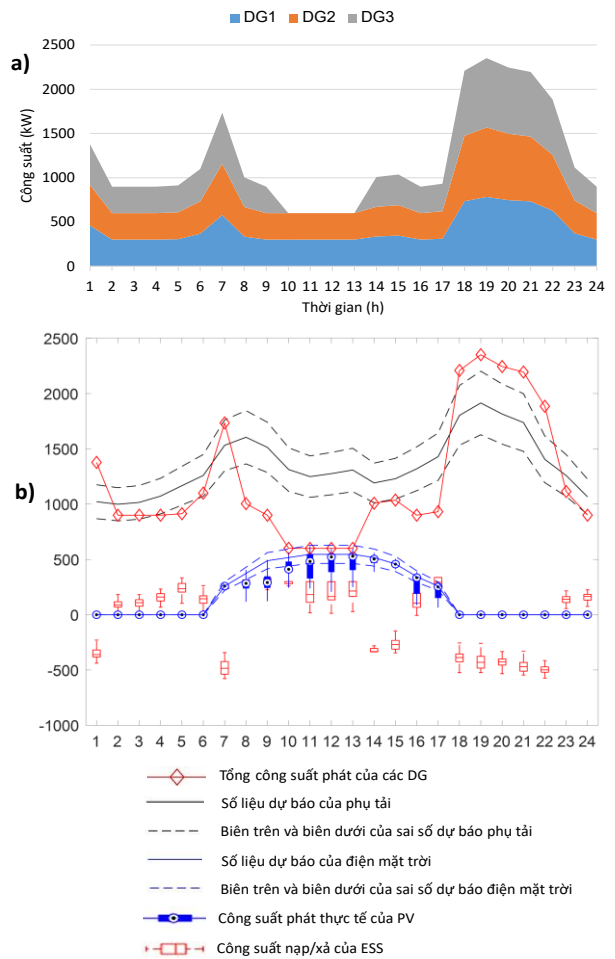 DG1 DG2 DG3
a)
Công suất (kW)
2500
2000
1500
1000
500
0
1 2 3 4 5 6 7 8 9 10 11 12 13 14 15 16 17 18 19 20 21 22 23 24
Thời gian (h)
b)
2500
2000
1500
1000
500
0
-500
-1000
1 2 3 4 5 6 7 8 9 10 11 12 13 14 15 16 17 18 19 20 21 22 23 24
Tổng công suất phát của các DG
Số liệu dự báo của phụ tải
Biên trên và biên dưới của sai số dự báo phụ tải
Số liệu dự báo của điện mặt trời
Biên trên và biên dưới của sai số dự báo điện mặt trời
Công suất phát thực tế của PV
Công suất nạp/xả của ESS